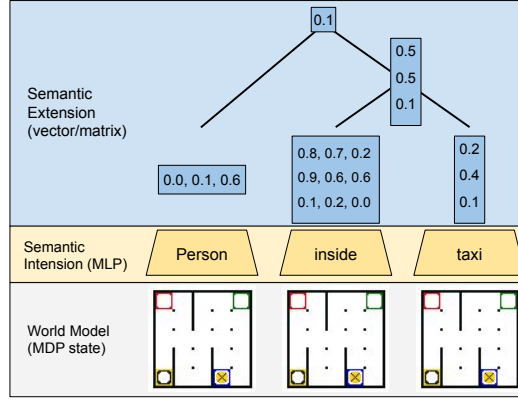 0.1
0.5
0.5
0.1
Semantic
Extension
(vector/matrix)
0.0, 0.1, 0.6
0.8, 0.7, 0.2
0.9, 0.6, 0.6
0.1, 0.2, 0.0
0.2
0.4
0.1
Semantic
Intension (MLP)
Person
inside
taxi
World Model
(MDP state)